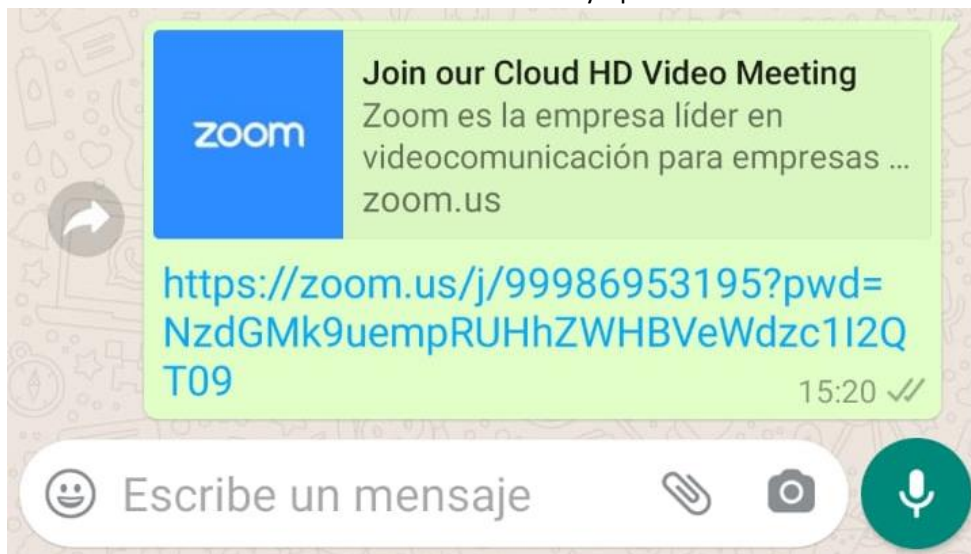 zoom
Join our Cloud HD Video Meeting
Zoom es la empresa líder en
videocomunicación para empresas ...
zoom.us
https://zoom.us/j/99986953195?pwd=
NzdGMk9uempRUHhZWHBVeWdzc1I2Q
T09
15:20
Escribe un mensaje